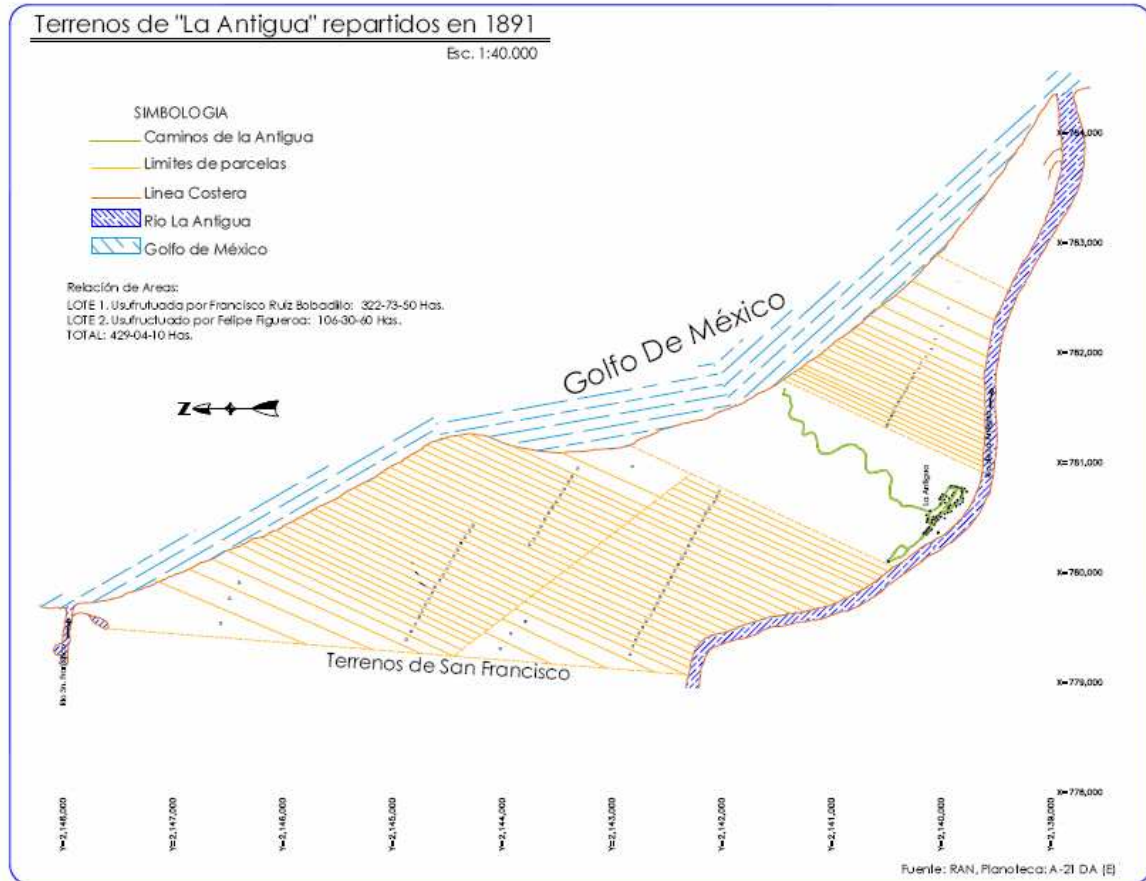 Terrenos de "La Antigua" repartidos en 1891
Esc. 1:40.000
SIMBOLOGIA
Caminos de la Antigua
Limites de parcelas
Linea Costera
Rio La Antigua
Golfo de México
Relación de Areas:
LOTE 1. Usufrutuada por Francisco Ruiz Bobadilla: 322-73-50 Has.
LOTE 2. Usufructuado por Felipe Figueroa: 106-30-60 Has.
TOTAL: 429-04-10 Has.
Z
Golfo De México
La Antigua
Terrenos de San Francisco
X=764,000
X=763,000
X=762,000
X=761,000
X=760,000
X=779,000
X=778,000
Y=2,148,000
Y=2,147,000
Y=2,146,000
Y=2,145,000
Y=2,144,000
Y=2,143,000
Y=2,142,000
Y=2,141,000
Y=2,140,000
Y=2,139,000
Fuente: RAN, Planoteca: A-21 DA (E)